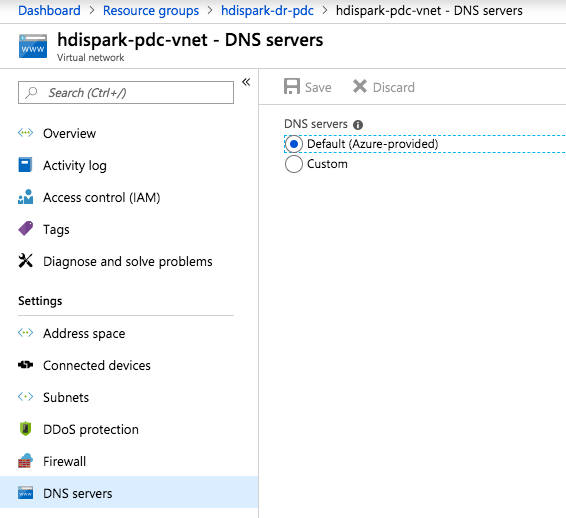 Dashboard > Resource groups > hdispark-dr-pdc > hdispark-pdc-vnet - DNS servers
hdispark-pdc-vnet - DNS servers
Virtual network
WWW
Search (Ctrl+/)
«
Overview
Activity log
Access control (IAM)
Tags
Diagnose and solve problems
Settings
Address space
Connected devices
Subnets
DDoS protection
Firewall
DNS servers
Save
Discard
DNS servers
Default (Azure-provided)
Custom